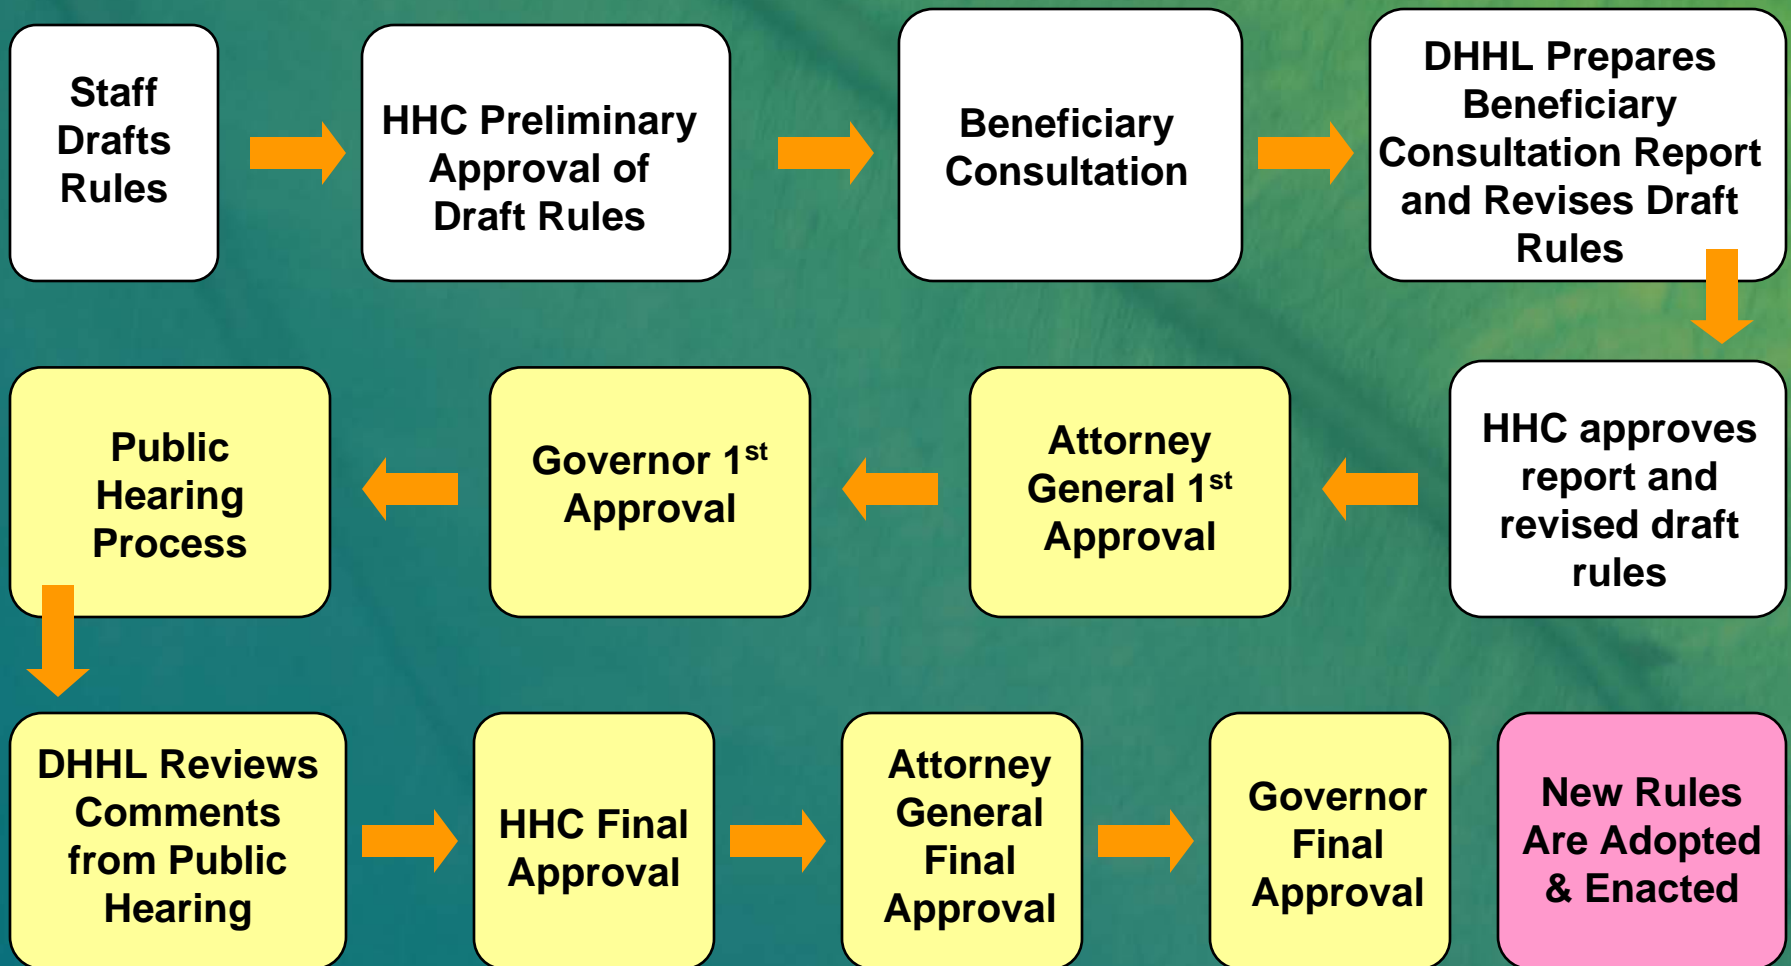 Staff
Drafts
Rules
HHC Preliminary
Approval of
Draft Rules
Beneficiary
Consultation
DHHL Prepares
Beneficiary
Consultation Report
and Revises Draft
Rules
HHC approves
report and
revised draft
rules
Attorney
General 1st
Approval
Governor 1st
Approval
Public
Hearing
Process
DHHL Reviews
Comments
from Public
Hearing
HHC Final
Approval
Attorney
General
Final
Approval
Governor
Final
Approval
New Rules
Are Adopted
& Enacted